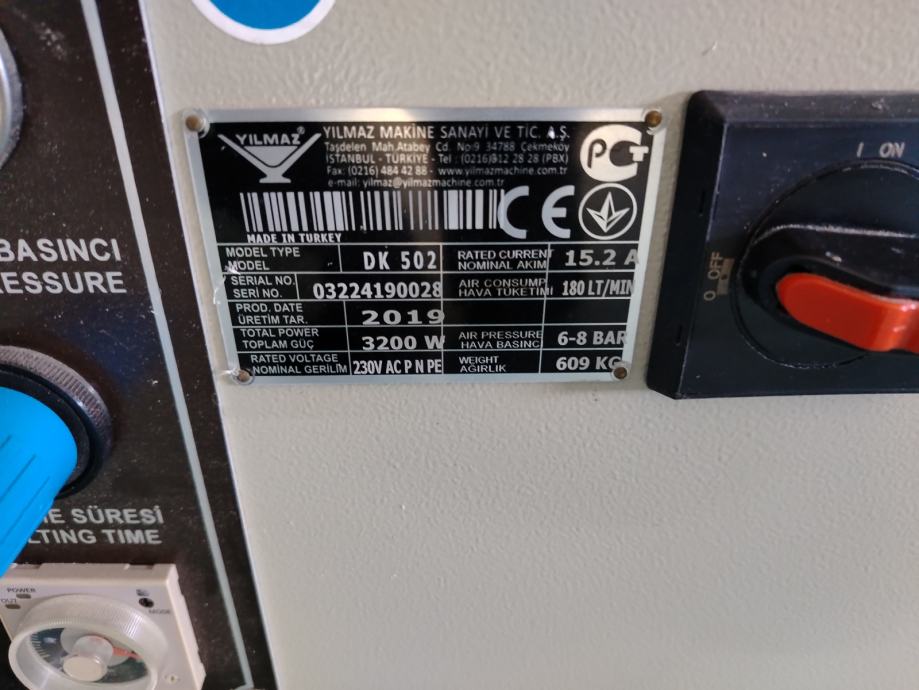 YILMAZ®
YILMAZ MAKİNE SANAYİ VE TİC. A.Ş.
Taşdelen Mah.Atabey Cd. No:9 34788 Çekmeköy
İSTANBUL - TÜRKİYE - Tel : (0216) 312 28 28 (PBX)
Fax: (0216) 484 42 88 - www.yilmazmachine.com.tr
e-mail: yilmaz@yilmazmachine.com.tr
CE
MADE IN TURKEY
MODEL TYPE
MODEL
DK 502
RATED CURRENT
NOMINAL AKIM
15.2 A
SERIAL NO.
SERİ NO.
03224190028
AIR CONSUMP
HAVA TÜKETİMİ
180 LT/MIN
PROD. DATE
ÜRETİM TAR.
2019
TOTAL POWER
TOPLAM GÜÇ
3200 W
AIR PRESSURE
HAVA BASINCI
6-8 BAR
RATED VOLTAGE
NOMİNAL GERİLİM
230V AC P N PE
WEIGHT
AĞIRLIK
609 KG
I ON
O OFF
BASINCI
ESSURE
E SÜRESİ
LTING TIME
POWER
OUT
MODE